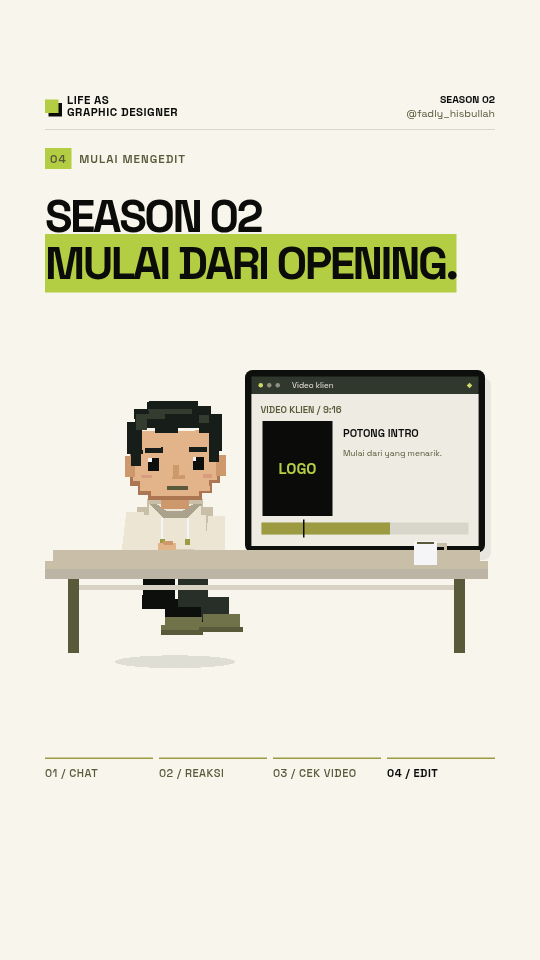 LIFE AS
GRAPHIC DESIGNER
SEASON 02
@fadly_hisbullah
04 MULAI MENGEDIT
SEASON 02
MULAI DARI OPENING.
Video klien
VIDEO KLIEN / 9:16
LOGO
POTONG INTRO
Mulai dari yang menarik.
01 / CHAT
02 / REAKSI
03 / CEK VIDEO
04 / EDIT